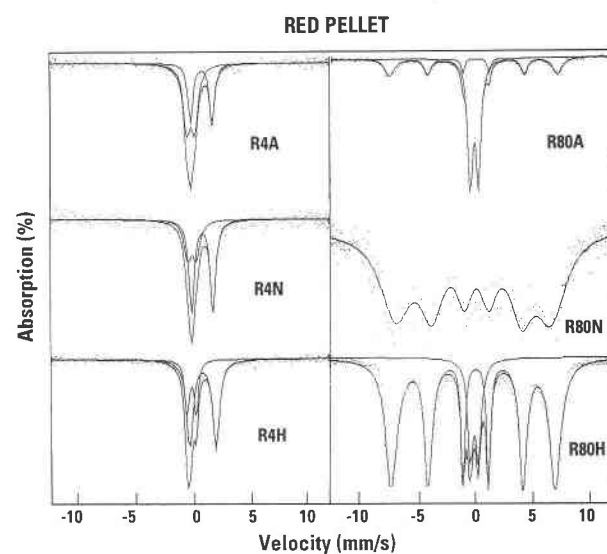 RED PELLET
R4A
R80A
R4N
R80N
R4H
R80H
Absorption (%)
-10 -5 0 5 10 -10 -5 0 5 10
Velocity (mm/s)